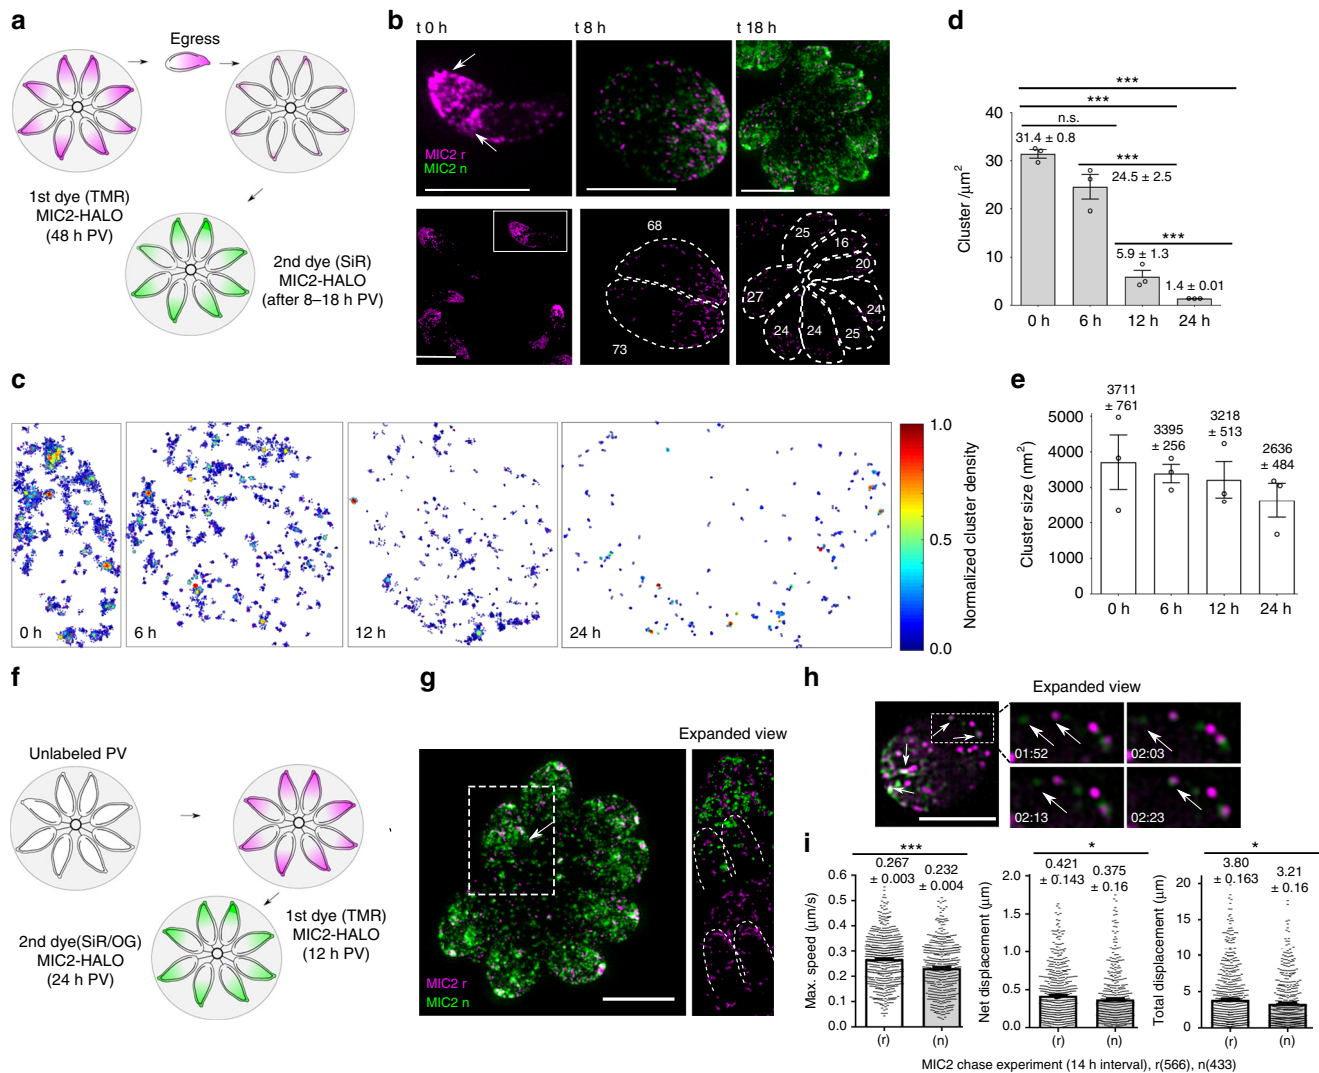 a
Egress
1st dye (TMR)
MIC2-HALO
(48 h PV)
2nd dye (SiR)
MIC2-HALO
(after 8–18 h PV)
b
t 0 h
t 8 h
t 18 h
MIC2 r
MIC2 n
68
73
25
16
20
27
24
24
24
25
c
0 h
6 h
12 h
24 h
1.0
0.5
0.0
Normalized cluster density
d
***
***
n.s.
***
***
31.4 ± 0.8
24.5 ± 2.5
5.9 ± 1.3
1.4 ± 0.01
Cluster /µm2
40
30
20
10
0
0 h
6 h
12 h
24 h
e
3711
± 761
3395
± 256
3218
± 513
2636
± 484
Cluster size (nm2)
5000
4000
3000
2000
1000
0
0 h
6 h
12 h
24 h
f
Unlabeled PV
1st dye (TMR)
MIC2-HALO
(12 h PV)
2nd dye(SiR/OG)
MIC2-HALO
(24 h PV)
g
Expanded view
MIC2 r
MIC2 n
h
Expanded view
01:52
02:03
02:13
02:23
i
***
0.267
± 0.003
0.232
± 0.004
Max. speed (µm/s)
0.6
0.5
0.4
0.3
0.2
0.1
0.0
(r)
(n)
*
0.421
± 0.143
0.375
± 0.16
Net displacement (µm)
2.0
1.5
1.0
0.5
0.0
(r)
(n)
*
3.80
± 0.163
3.21
± 0.16
Total displacement (µm)
20
15
10
5
0
(r)
(n)
MIC2 chase experiment (14 h interval), r(566), n(433)